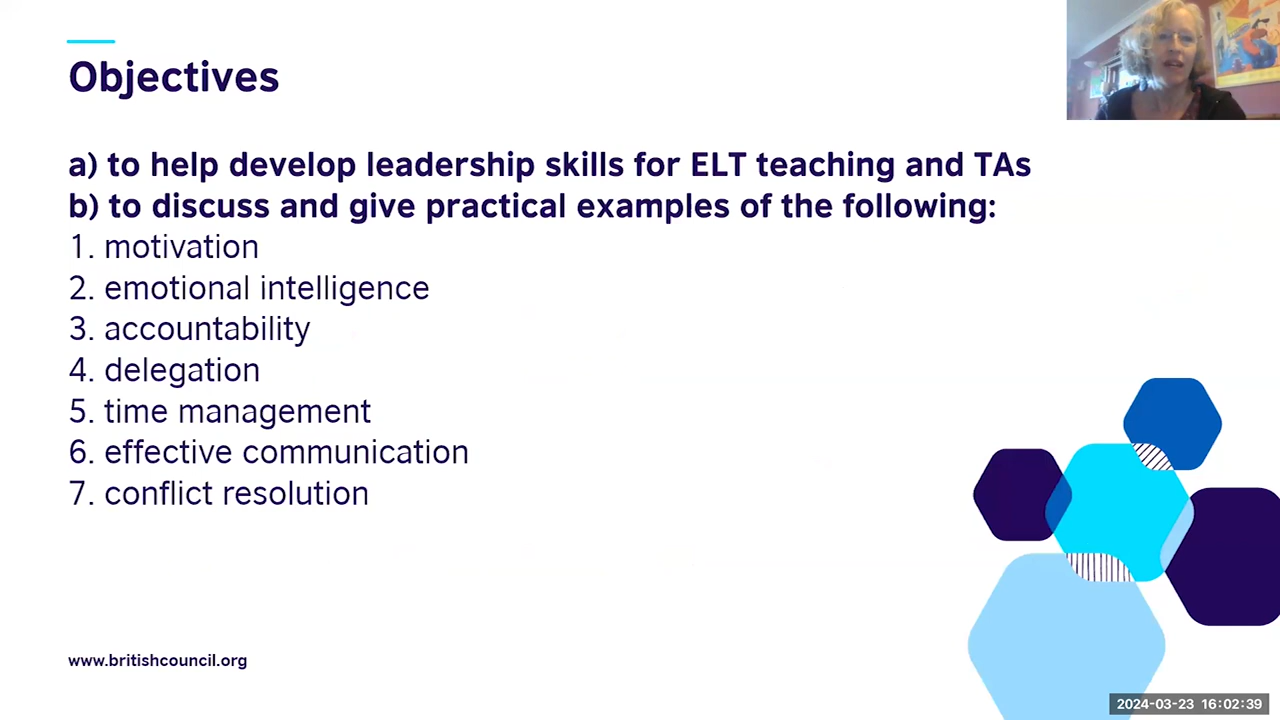 Objectives
a) to help develop leadership skills for ELT teaching and TAs
b) to discuss and give practical examples of the following:
1. motivation
2. emotional intelligence
3. accountability
4. delegation
5. time management
6. effective communication
7. conflict resolution
www.britishcouncil.org
2024-03-23 16:02:39